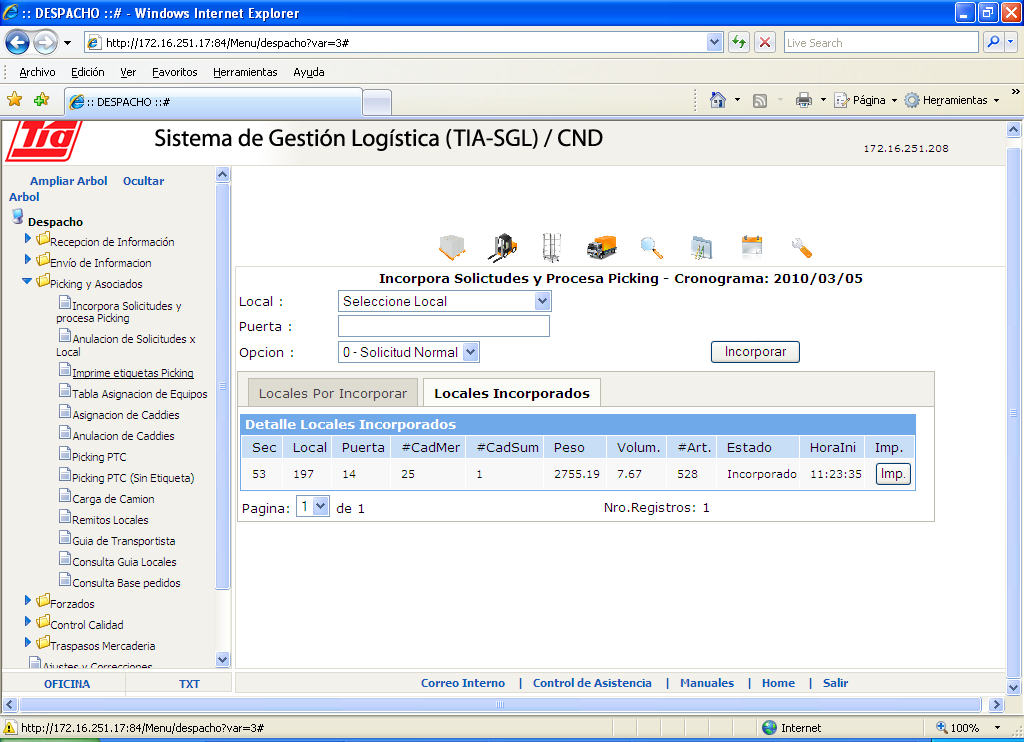 :: DESPACHO ::# - Windows Internet Explorer
http://172.16.251.17:84/Menu/despacho?var=3#
Live Search
Archivo Edición Ver Favoritos Herramientas Ayuda
:: DESPACHO ::#
Página Herramientas
Tía
Sistema de Gestión Logística (TIA-SGL) / CND
172.16.251.208
Ampliar Arbol Ocultar
Arbol
Despacho
Recepcion de Información
Envío de Informacion
Picking y Asociados
Incorpora Solicitudes y
procesa Picking
Anulacion de Solicitudes x
Local
Imprime etiquetas Picking
Tabla Asignacion de Equipos
Asignacion de Caddies
Anulacion de Caddies
Picking PTC
Picking PTC (Sin Etiqueta)
Carga de Camion
Remitos Locales
Guia de Transportista
Consulta Guia Locales
Consulta Base pedidos
Forzados
Control Calidad
Traspasos Mercaderia
Ajustes y Correcciones
OFICINA TXT
Incorpora Solictudes y Procesa Picking - Cronograma: 2010/03/05
Local : Seleccione Local
Puerta :
Opcion : 0 - Solicitud Normal Incorporar
Locales Por Incorporar Locales Incorporados
Detalle Locales Incorporados
Sec Local Puerta #CadMer #CadSum Peso Volum. #Art. Estado HoraIni Imp.
53 197 14 25 1 2755.19 7.67 528 Incorporado 11:23:35 Imp.
Pagina: 1 de 1 Nro.Registros: 1
Correo Interno | Control de Asistencia | Manuales | Home | Salir
http://172.16.251.17:84/Menu/despacho?var=3# Internet 100%